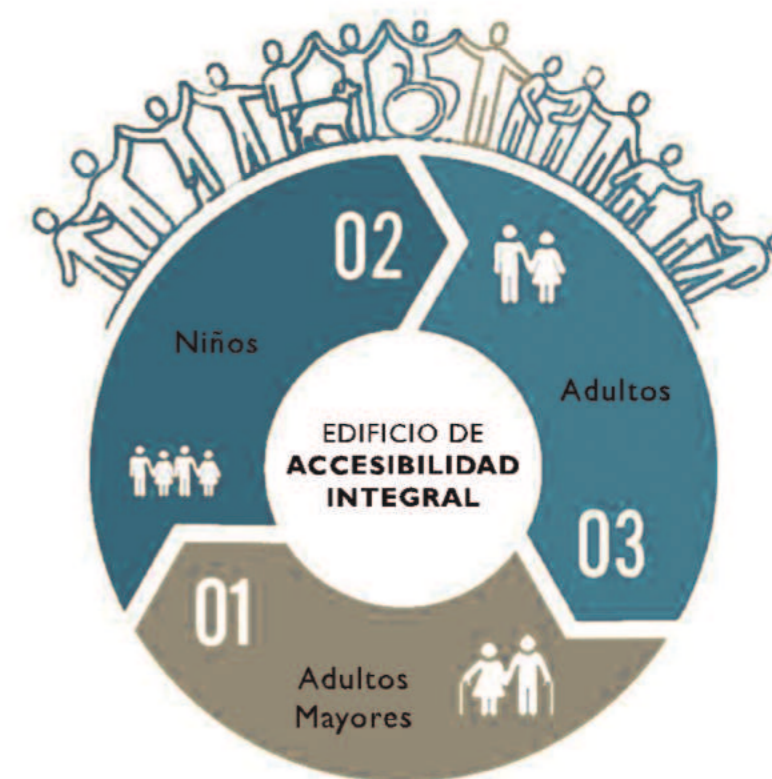 02
Niños
Adultos
EDIFICIO DE
ACCESIBILIDAD
INTEGRAL
03
01
Adultos
Mayores